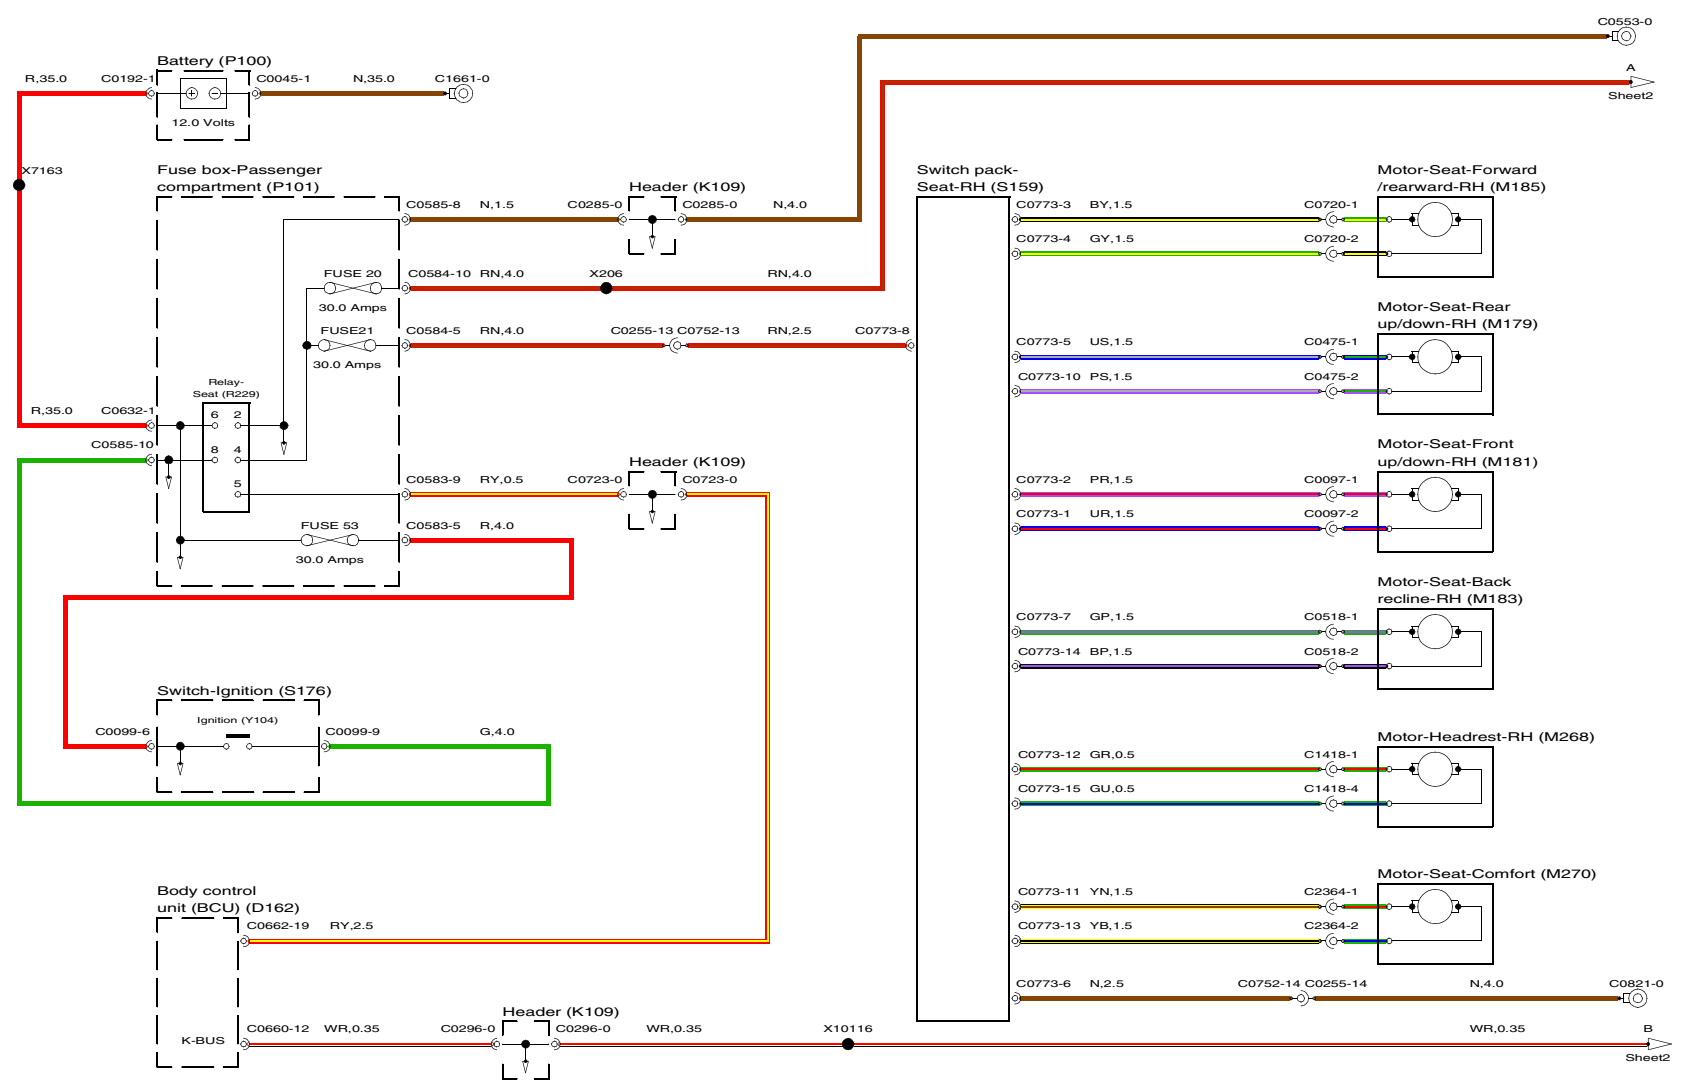 C0553-0
A
Sheet2
Battery (P100)
R,35.0
C0192-1
C0045-1
N,35.0
C1661-0
12.0 Volts
X7163
Fuse box-Passenger
compartment (P101)
C0585-8
N,1.5
C0285-0
Header (K109)
C0285-0
N,4.0
FUSE 20
30.0 Amps
C0584-10
RN,4.0
X206
RN,4.0
FUSE21
30.0 Amps
C0584-5
RN,4.0
C0255-13
C0752-13
RN,2.5
C0773-8
Relay-
Seat (R229)
6
2
8
4
5
R,35.0
C0632-1
C0585-10
C0583-9
RY,0.5
C0723-0
Header (K109)
C0723-0
FUSE 53
30.0 Amps
C0583-5
R,4.0
Switch-Ignition (S176)
Ignition (Y104)
C0099-6
C0099-9
G,4.0
Body control
unit (BCU) (D162)
C0662-19
RY,2.5
K-BUS
C0660-12
WR,0.35
C0296-0
Header (K109)
C0296-0
WR,0.35
X10116
WR,0.35
B
Sheet2
Switch pack-
Seat-RH (S159)
C0773-3
BY,1.5
C0720-1
C0773-4
GY,1.5
C0720-2
Motor-Seat-Forward
/rearward-RH (M185)
C0773-5
US,1.5
C0475-1
C0773-10
PS,1.5
C0475-2
Motor-Seat-Rear
up/down-RH (M179)
C0773-2
PR,1.5
C0097-1
C0773-1
UR,1.5
C0097-2
Motor-Seat-Front
up/down-RH (M181)
C0773-7
GP,1.5
C0518-1
C0773-14
BP,1.5
C0518-2
Motor-Seat-Back
recline-RH (M183)
C0773-12
GR,0.5
C1418-1
C0773-15
GU,0.5
C1418-4
Motor-Headrest-RH (M268)
C0773-11
YN,1.5
C2364-1
C0773-13
YB,1.5
C2364-2
Motor-Seat-Comfort (M270)
C0773-6
N,2.5
C0752-14
C0255-14
N,4.0
C0821-0